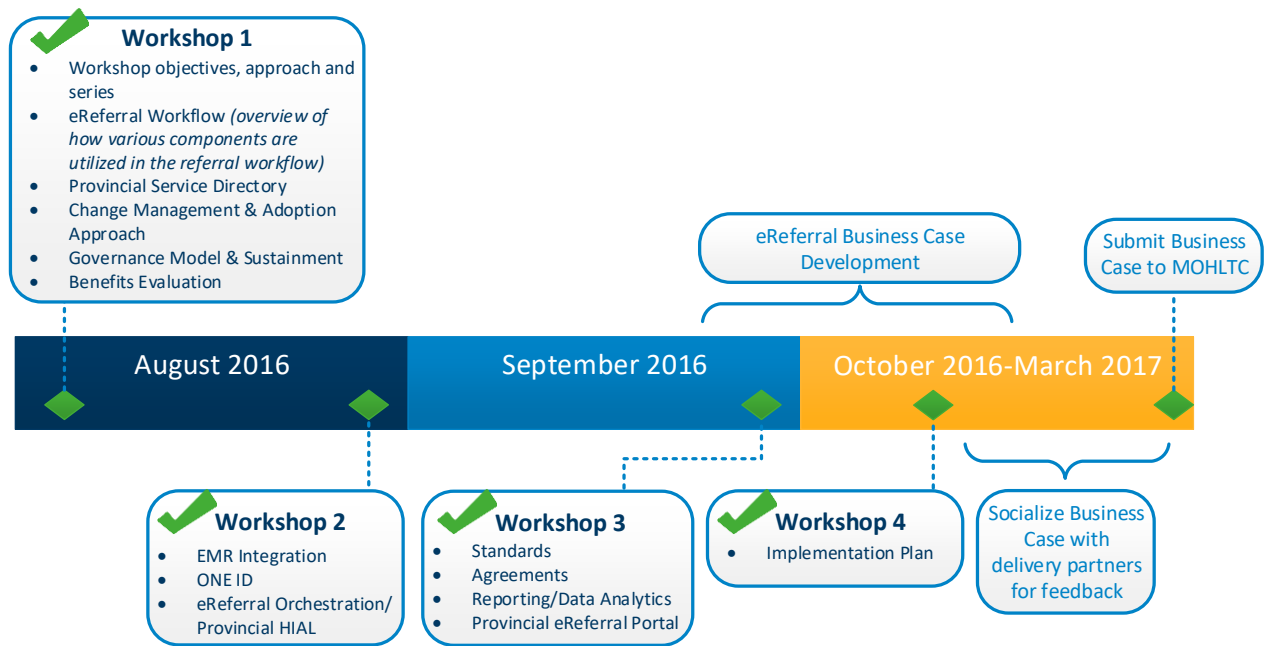 Workshop 1
• Workshop objectives, approach and
series
• eReferral Workflow (overview of
how various components are
utilized in the referral workflow)
• Provincial Service Directory
• Change Management & Adoption
Approach
• Governance Model & Sustainment
• Benefits Evaluation
eReferral Business Case
Development
Submit Business
Case to MOHLTC
August 2016
September 2016
October 2016-March 2017
Workshop 2
• EMR Integration
• ONE ID
• eReferral Orchestration/
Provincial HIAL
Workshop 3
• Standards
• Agreements
• Reporting/Data Analytics
• Provincial eReferral Portal
Workshop 4
• Implementation Plan
Socialize Business
Case with
delivery partners
for feedback